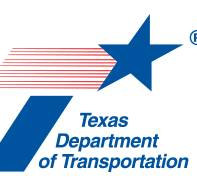 ®
Texas
Department
of Transportation